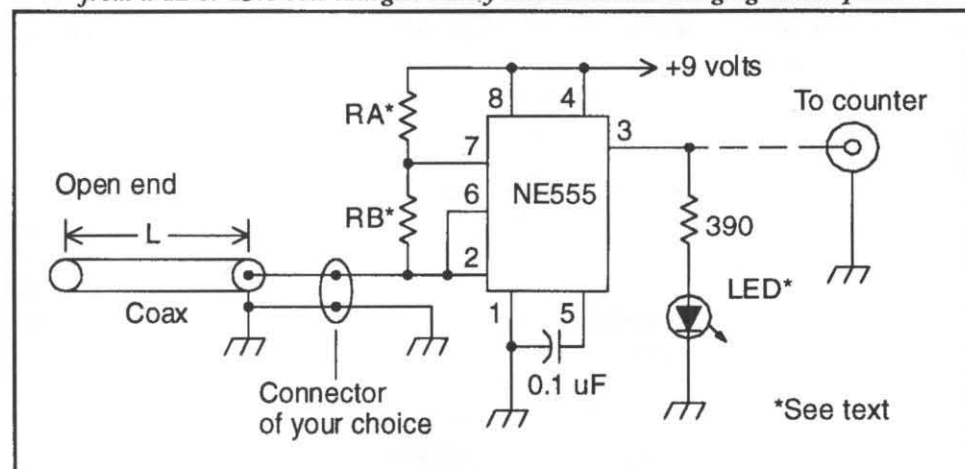 +9 volts
8
4
To counter
RA*
3
7
Open end
6
NE555
RB*
L
390
2
LED*
Coax
1
5
0.1 uF
Connector
of your choice
*See text